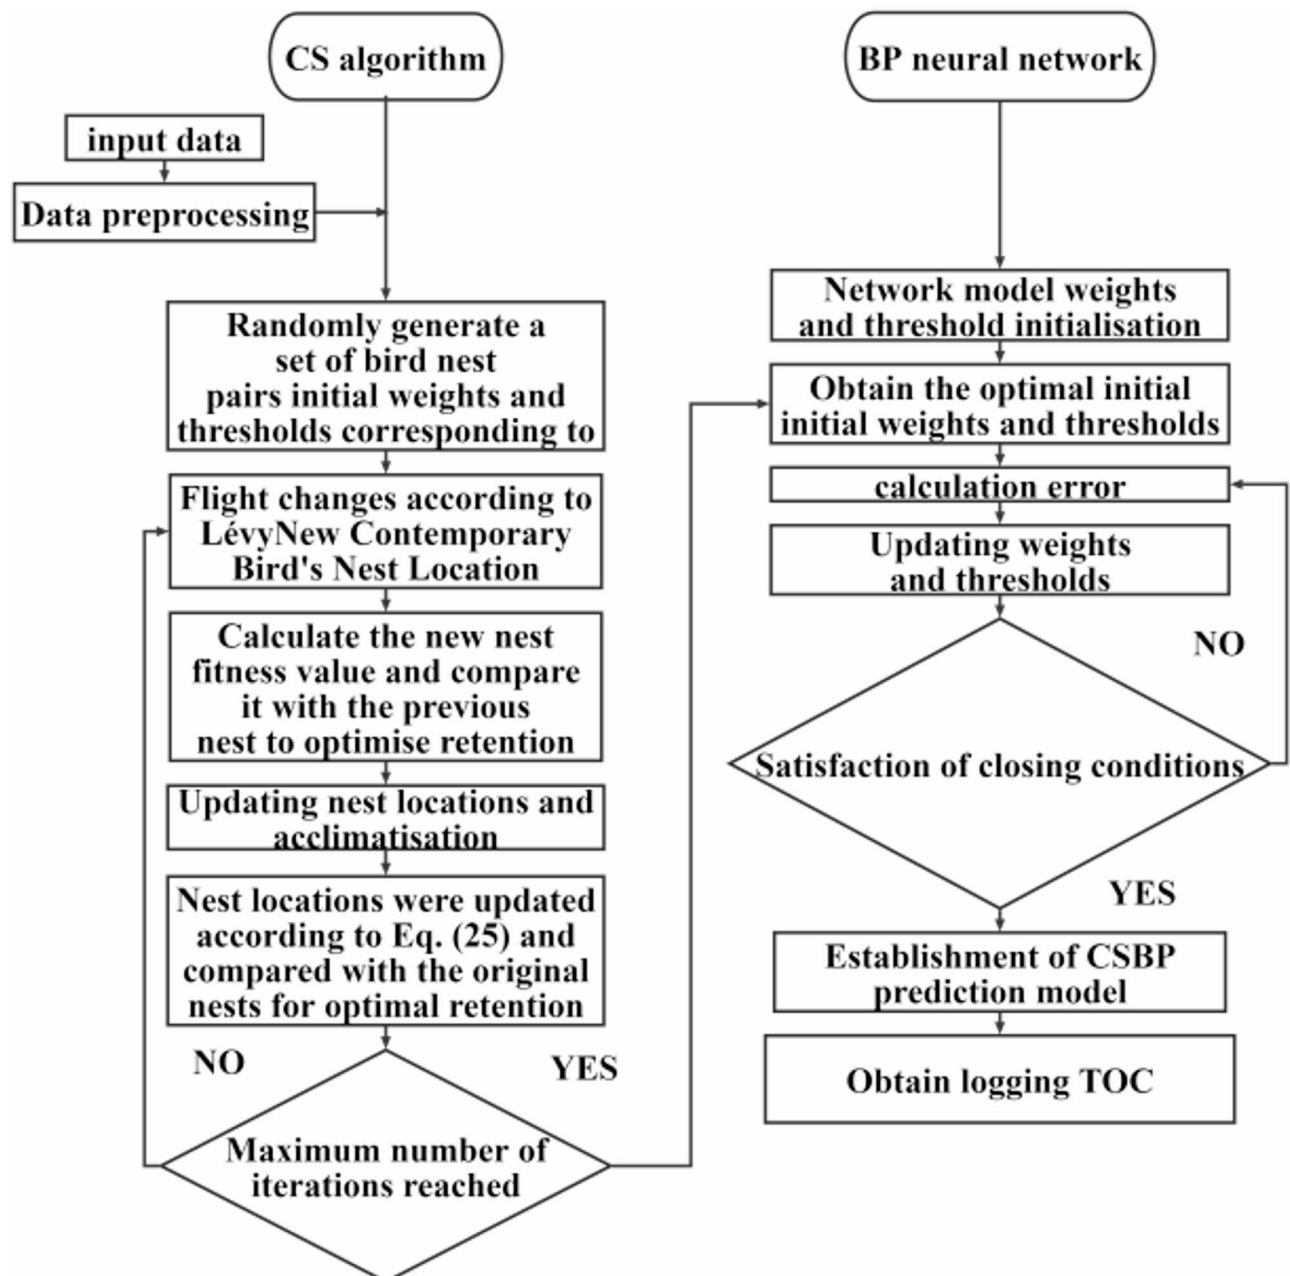 CS algorithm
input data
Data preprocessing
Randomly generate a
set of bird nest
pairs initial weights and
thresholds corresponding to
Flight changes according to
LévyNew Contemporary
Bird's Nest Location
Calculate the new nest
fitness value and compare
it with the previous
nest to optimise retention
Updating nest locations and
acclimatisation
Nest locations were updated
according to Eq. (25) and
compared with the original
nests for optimal retention
NO
YES
Maximum number of
iterations reached
BP neural network
Network model weights
and threshold initialisation
Obtain the optimal initial
initial weights and thresholds
calculation error
Updating weights
and thresholds
NO
Satisfaction of closing conditions
YES
Establishment of CSBP
prediction model
Obtain logging TOC